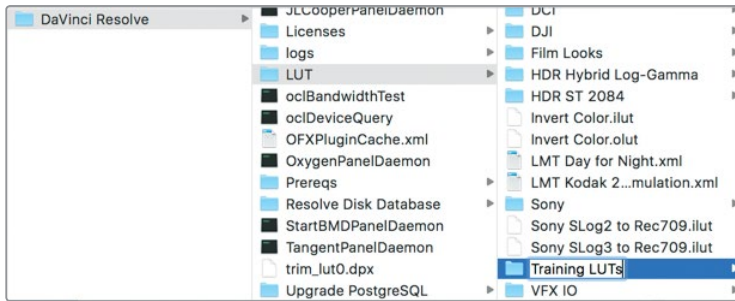 DaVinci Resolve
JLCooperPanelDaemon
Licenses
logs
LUT
oclBandwidthTest
oclDeviceQuery
OFXPluginCache.xml
OxygenPanelDaemon
Prereqs
Resolve Disk Database
StartBMDPanelDaemon
TangentPanelDaemon
trim_lut0.dpx
Upgrade PostgreSQL
DCI
DJI
Film Looks
HDR Hybrid Log-Gamma
HDR ST 2084
Invert Color.ilut
Invert Color.olut
LMT Day for Night.xml
LMT Kodak 2...mulation.xml
Sony
Sony SLog2 to Rec709.ilut
Sony SLog3 to Rec709.ilut
Training LUTs
VFX IO